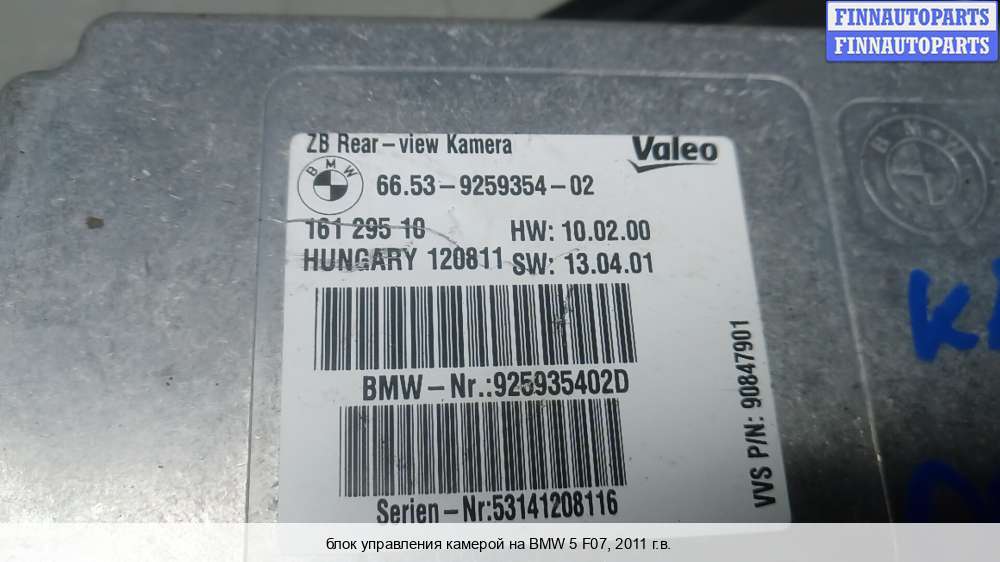 FINNAUTOPARTS
FINNAUTOPARTS
ZB Rear-view Kamera
Valeo
BMW
66.53-9259354-02
161 295 10
HW: 10.02.00
HUNGARY 120811
SW: 13.04.01
BMW-Nr.:925935402D
Serien-Nr:53141208116
VVS P/N: 90847901
BMW
блок управления камерой на BMW 5 F07, 2011 г.в.